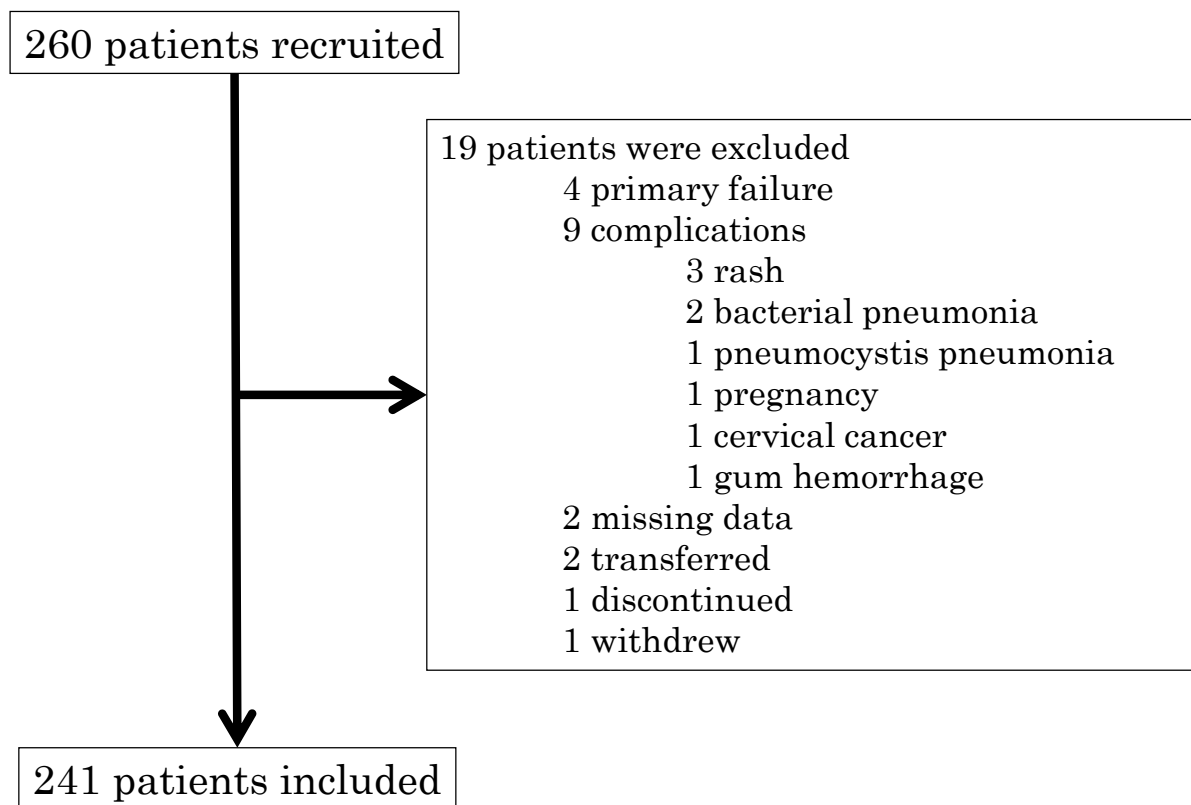 260 patients recruited
19 patients were excluded
4 primary failure
9 complications
3 rash
2 bacterial pneumonia
1 pneumocystis pneumonia
1 pregnancy
1 cervical cancer
1 gum hemorrhage
2 missing data
2 transferred
1 discontinued
1 withdrew
241 patients included